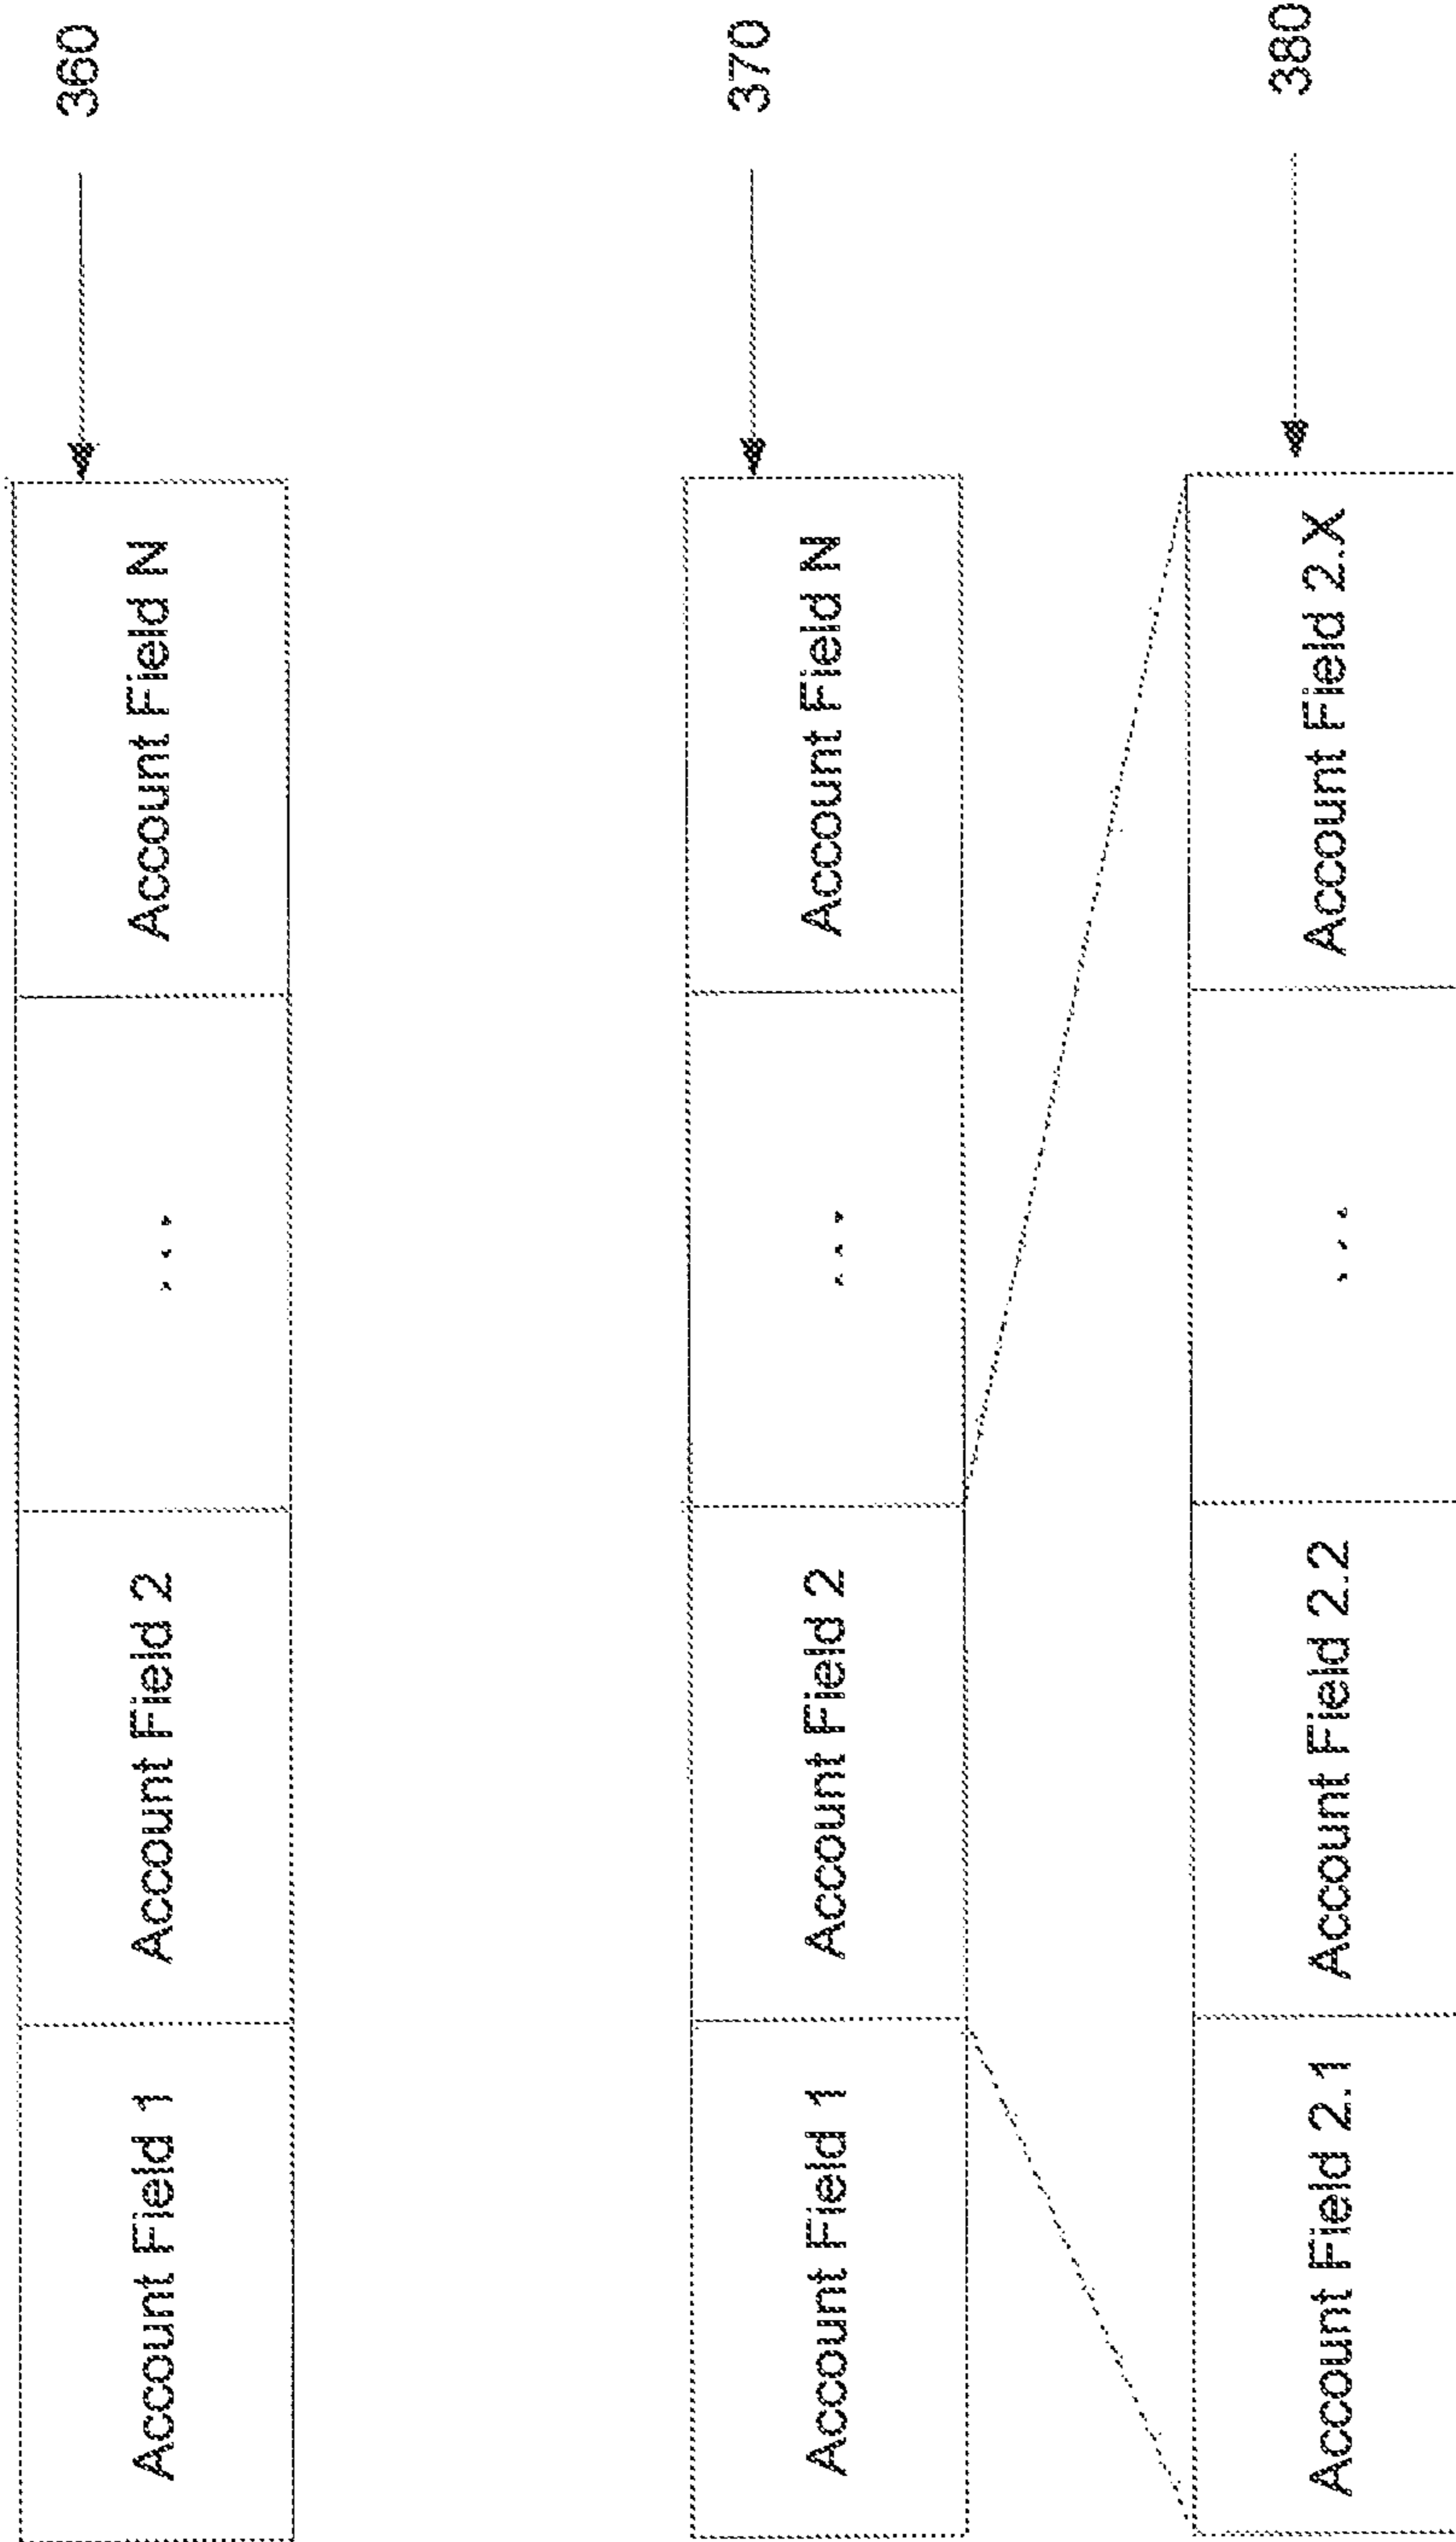 Account Field 1 Account Field 2 ... Account Field N 360
Account Field 1 Account Field 2 ... Account Field N 370
Account Field 2.1 Account Field 2.2 ... Account Field 2.X 380